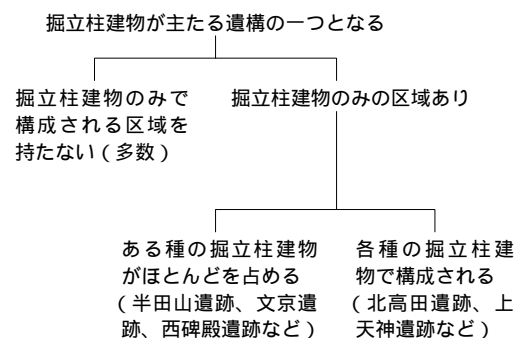 掘立柱建物が主たる遺構の一つとなる
掘立柱建物のみで
構成される区域を
持たない（多数）
掘立柱建物のみの区域あり
ある種の掘立柱建物
がほとんどを占める
（半田山遺跡、文京遺
跡、西碑殿遺跡など）
各種の掘立柱建
物で構成される
（北高田遺跡、上
天神遺跡など）